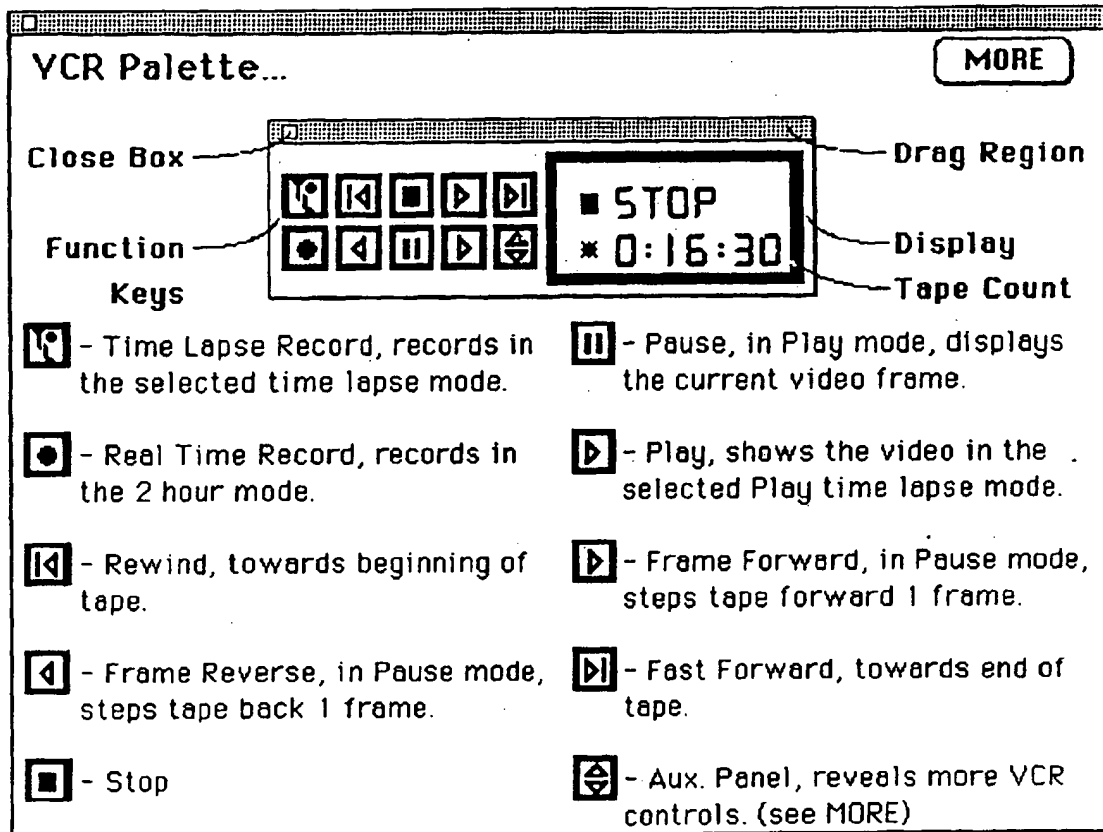 VCR Palette...
MORE
Close Box
Drag Region
STOP
Function
Keys
0:16:30
Display
Tape Count
- Time Lapse Record, records in
the selected time lapse mode.
- Real Time Record, records in
the 2 hour mode.
- Rewind, towards beginning of
tape.
- Frame Reverse, in Pause mode,
steps tape back 1 frame.
- Stop
- Pause, in Play mode, displays
the current video frame.
- Play, shows the video in the
selected Play time lapse mode.
- Frame Forward, in Pause mode,
steps tape forward 1 frame.
- Fast Forward, towards end of
tape.
- Aux. Panel, reveals more VCR
controls. (see MORE)